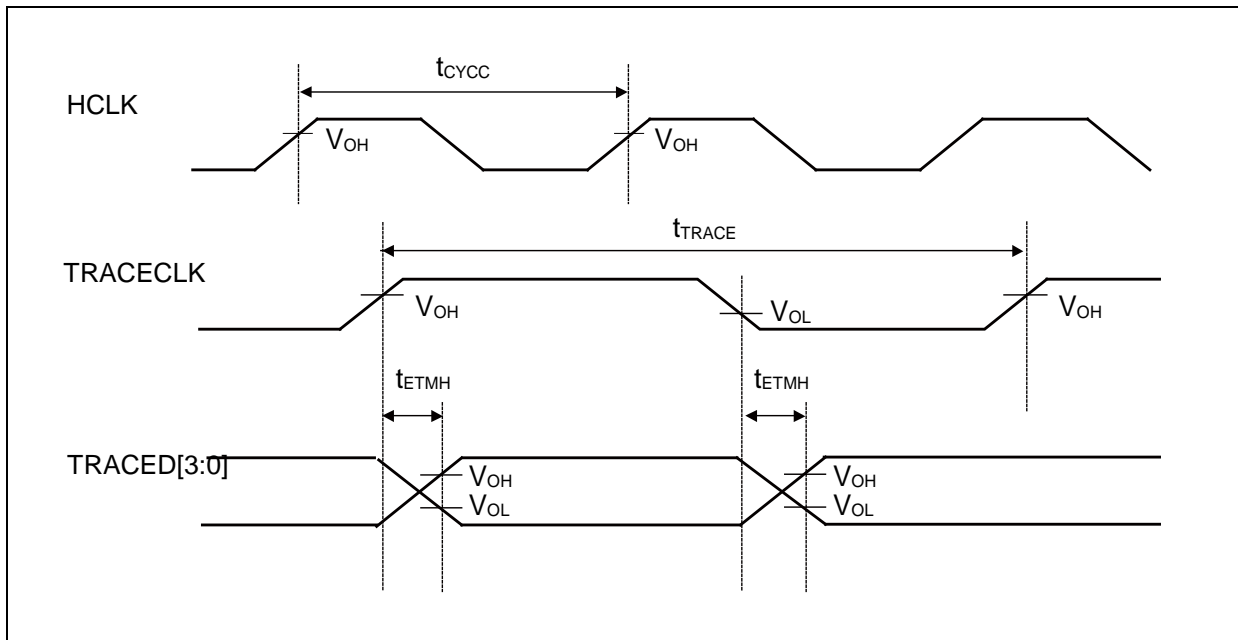 tCYCC
HCLK
VOH VOH
tTRACE
TRACECLK
VOH VOL VOH
tETMH tETMH
TRACED[3:0]
VOH VOH
VOL VOL